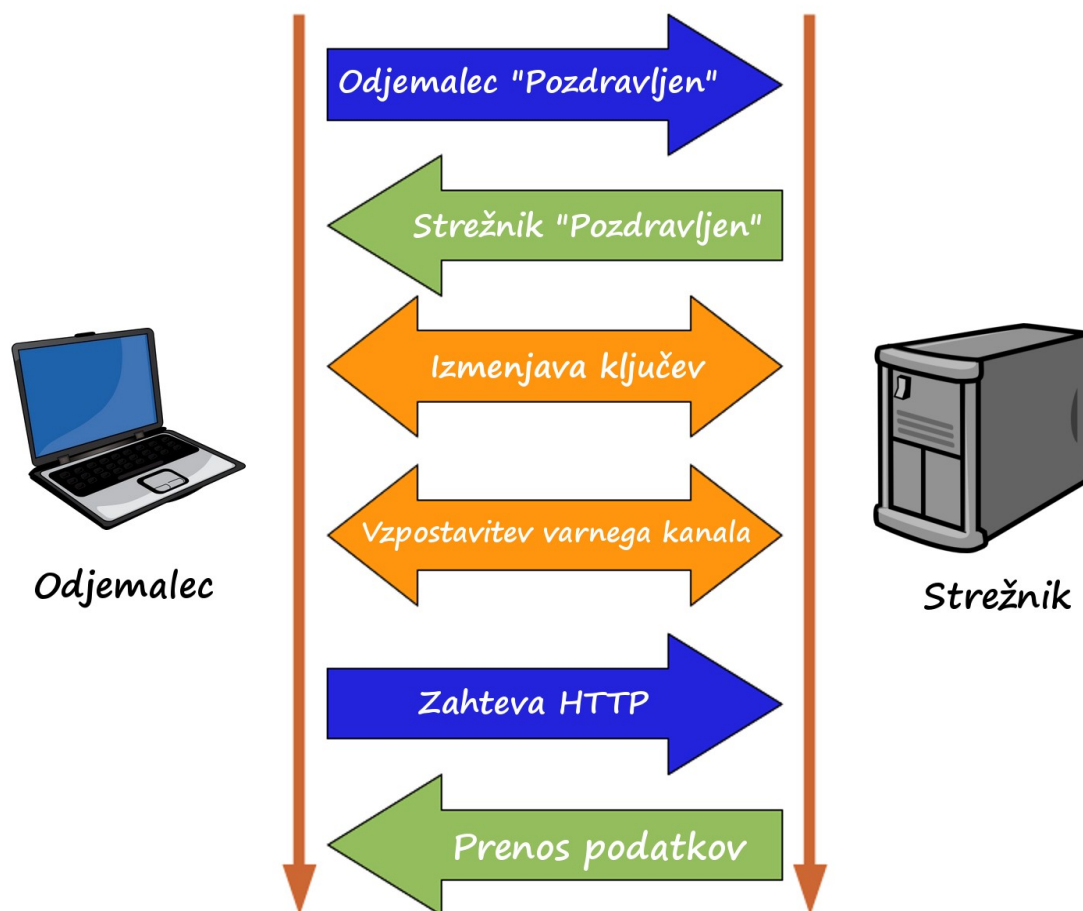 Odjemalec "Pozdravljen"
Strežnik "Pozdravljen"
Izmenjava ključev
Vzpostavitev varnega kanala
Odjemalec
Strežnik
Zahteva HTTP
Prenos podatkov